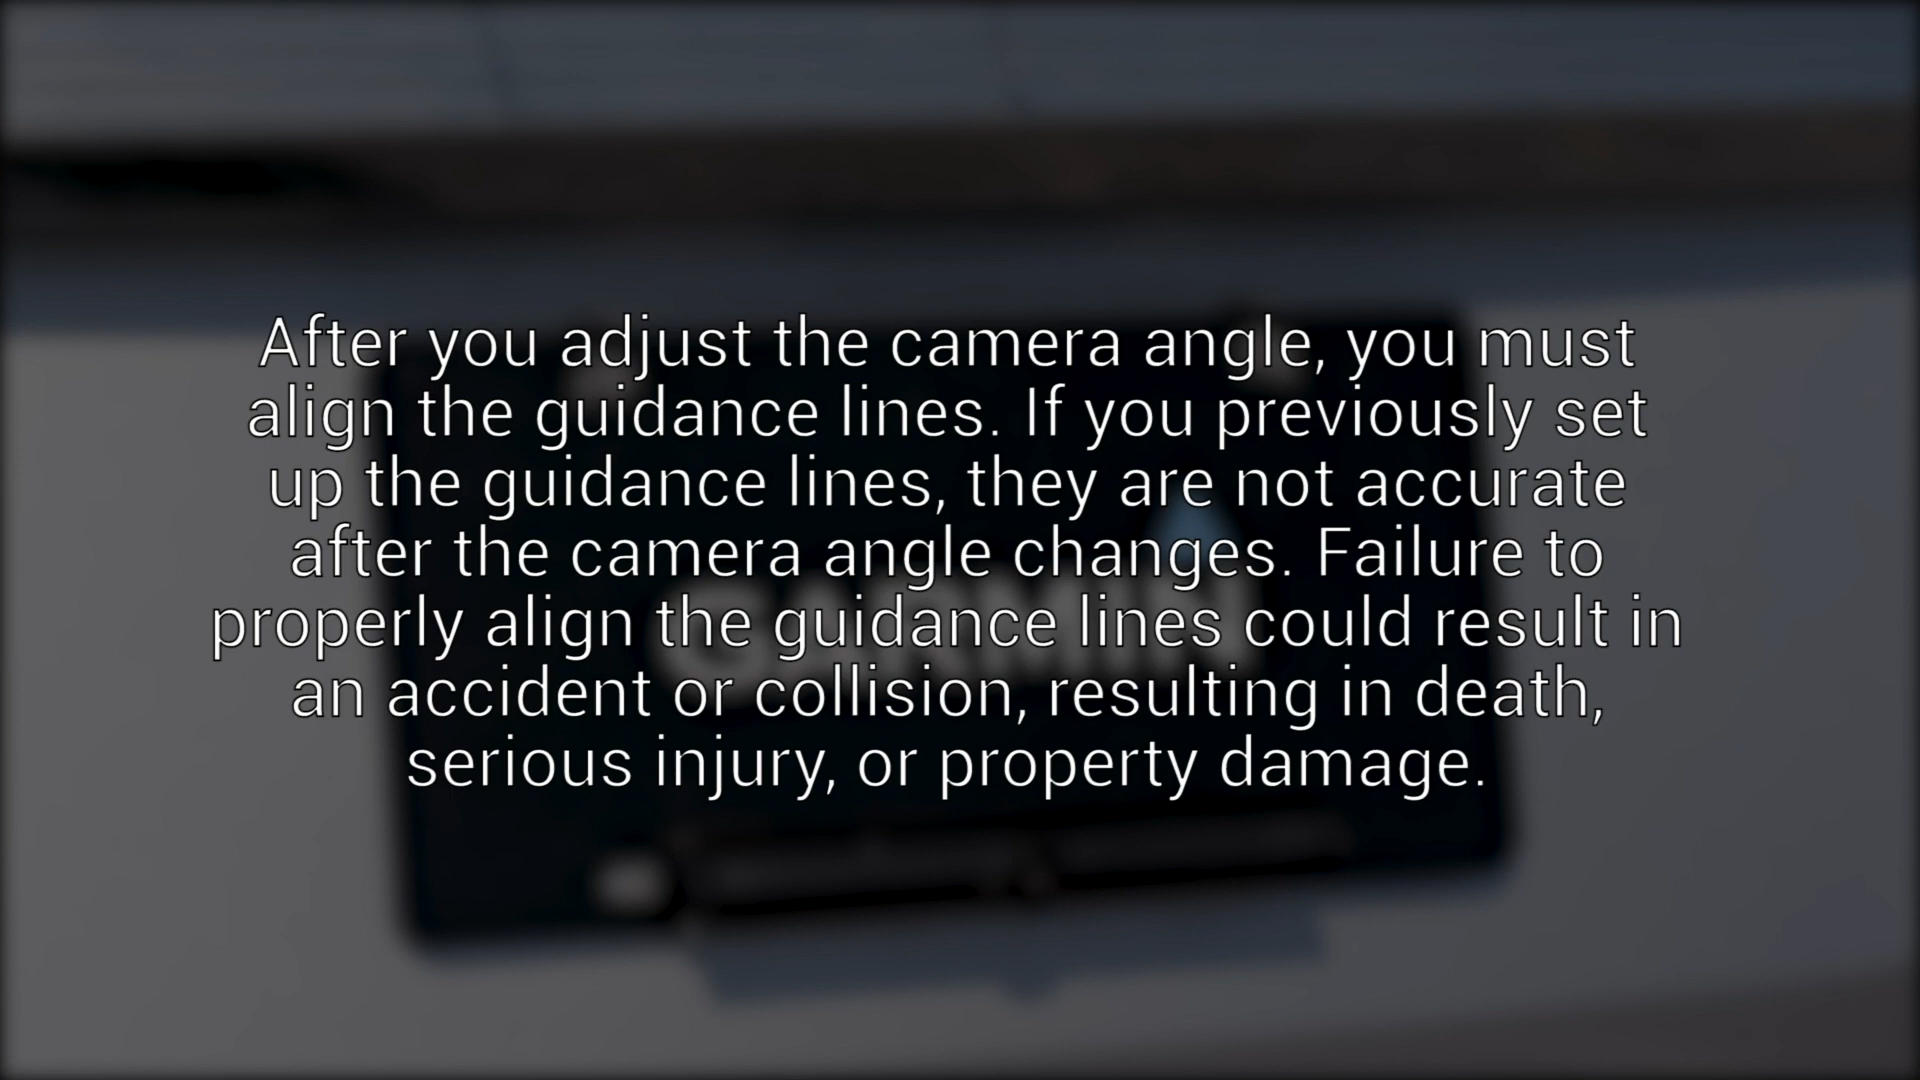 After you adjust the camera angle, you must
align the guidance lines. If you previously set
up the guidance lines, they are not accurate
after the camera angle changes. Failure to
properly align the guidance lines could result in
an accident or collision, resulting in death,
serious injury, or property damage.
GARMIN